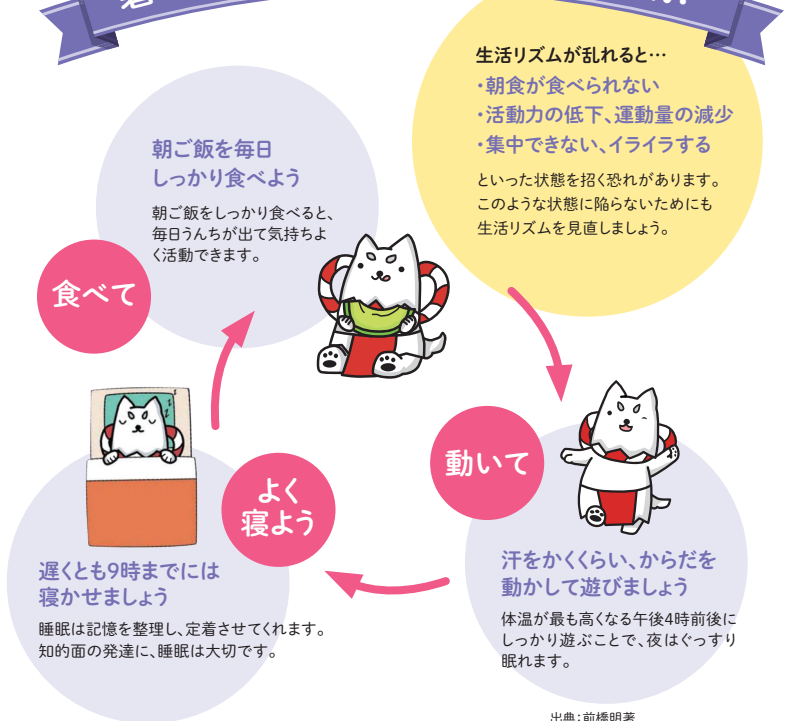 生活リズムが乱れると…
・朝食が食べられない
・活動力の低下、運動量の減少
・集中できない、イライラする
といった状態を招く恐れがあります。
このような状態に陥らないためにも
生活リズムを見直しましょう。
朝ご飯を毎日
しっかり食べよう
朝ご飯をしっかり食べると、
毎日うんちが出て気持ちよ
く活動できます。
食べて
動いて
汗をかくくらい、からだを
動かして遊びましょう
体温が最も高くなる午後4時前後に
しっかり遊ぶことで、夜はぐっすり
眠れます。
よく
寝よう
遅くとも9時までには
寝かせましょう
睡眠は記憶を整理し、定着させてくれます。
知的面の発達に、睡眠は大切です。
出典：前橋明著